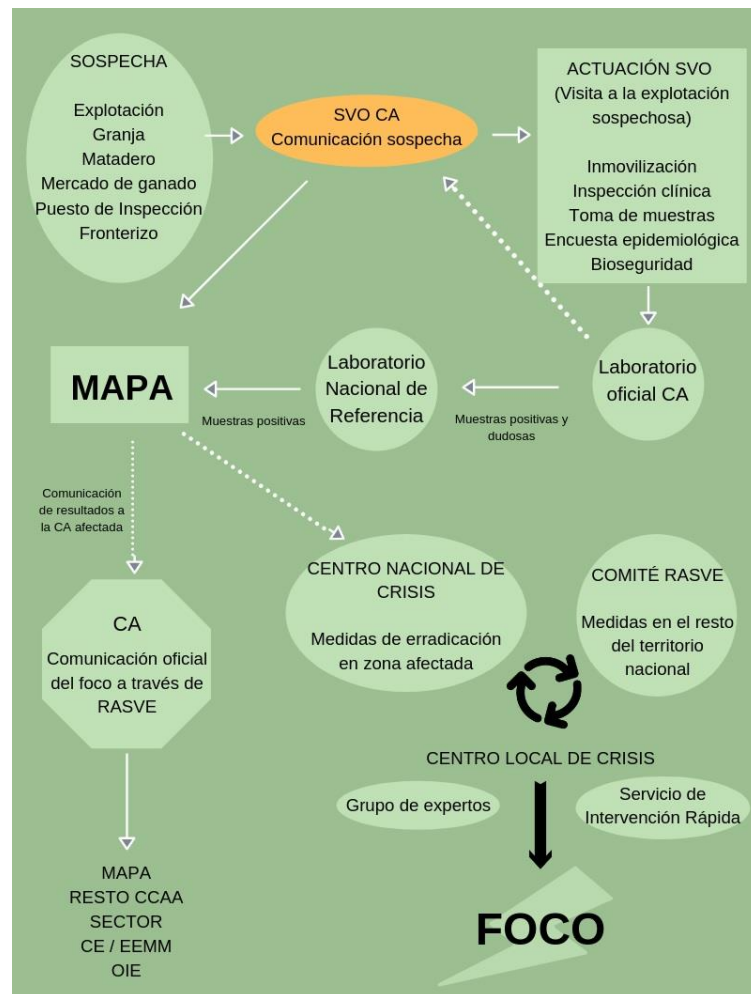 SOSPECHA
Explotación
Granja
Matadero
Mercado de ganado
Puesto de Inspección
Fronterizo
SVO CA
Comunicación sospecha
ACTUACIÓN SVO
(Visita a la explotación
sospechosa)
Inmovilización
Inspección clínica
Toma de muestras
Encuesta epidemiológica
Bioseguridad
MAPA
Muestras positivas
Laboratorio
Nacional de
Referencia
Muestras positivas y
dudosas
Laboratorio
oficial CA
Comunicación
de resultados a
la CA afectada
CENTRO NACIONAL DE
CRISIS
Medidas de erradicación
en zona afectada
COMITÉ RASVE
Medidas en el resto
del territorio
nacional
CA
Comunicación oficial
del foco a través de
RASVE
CENTRO LOCAL DE CRISIS
Grupo de expertos
Servicio de
Intervención Rápida
MAPA
RESTO CCAA
SECTOR
CE / EEMM
OIE
FOCO